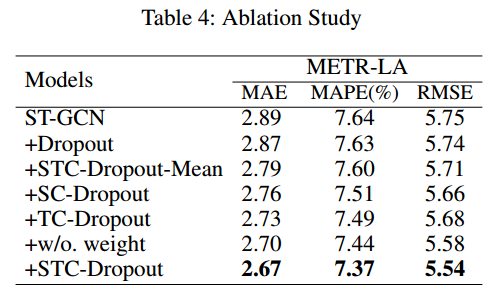 Table 4: Ablation Study
Models METR-LA
MAE MAPE(%) RMSE
ST-GCN 2.89 7.64 5.75
+Dropout 2.87 7.63 5.74
+STC-Dropout-Mean 2.79 7.60 5.71
+SC-Dropout 2.76 7.51 5.66
+TC-Dropout 2.73 7.49 5.68
+w/o. weight 2.70 7.44 5.58
+STC-Dropout 2.67 7.37 5.54